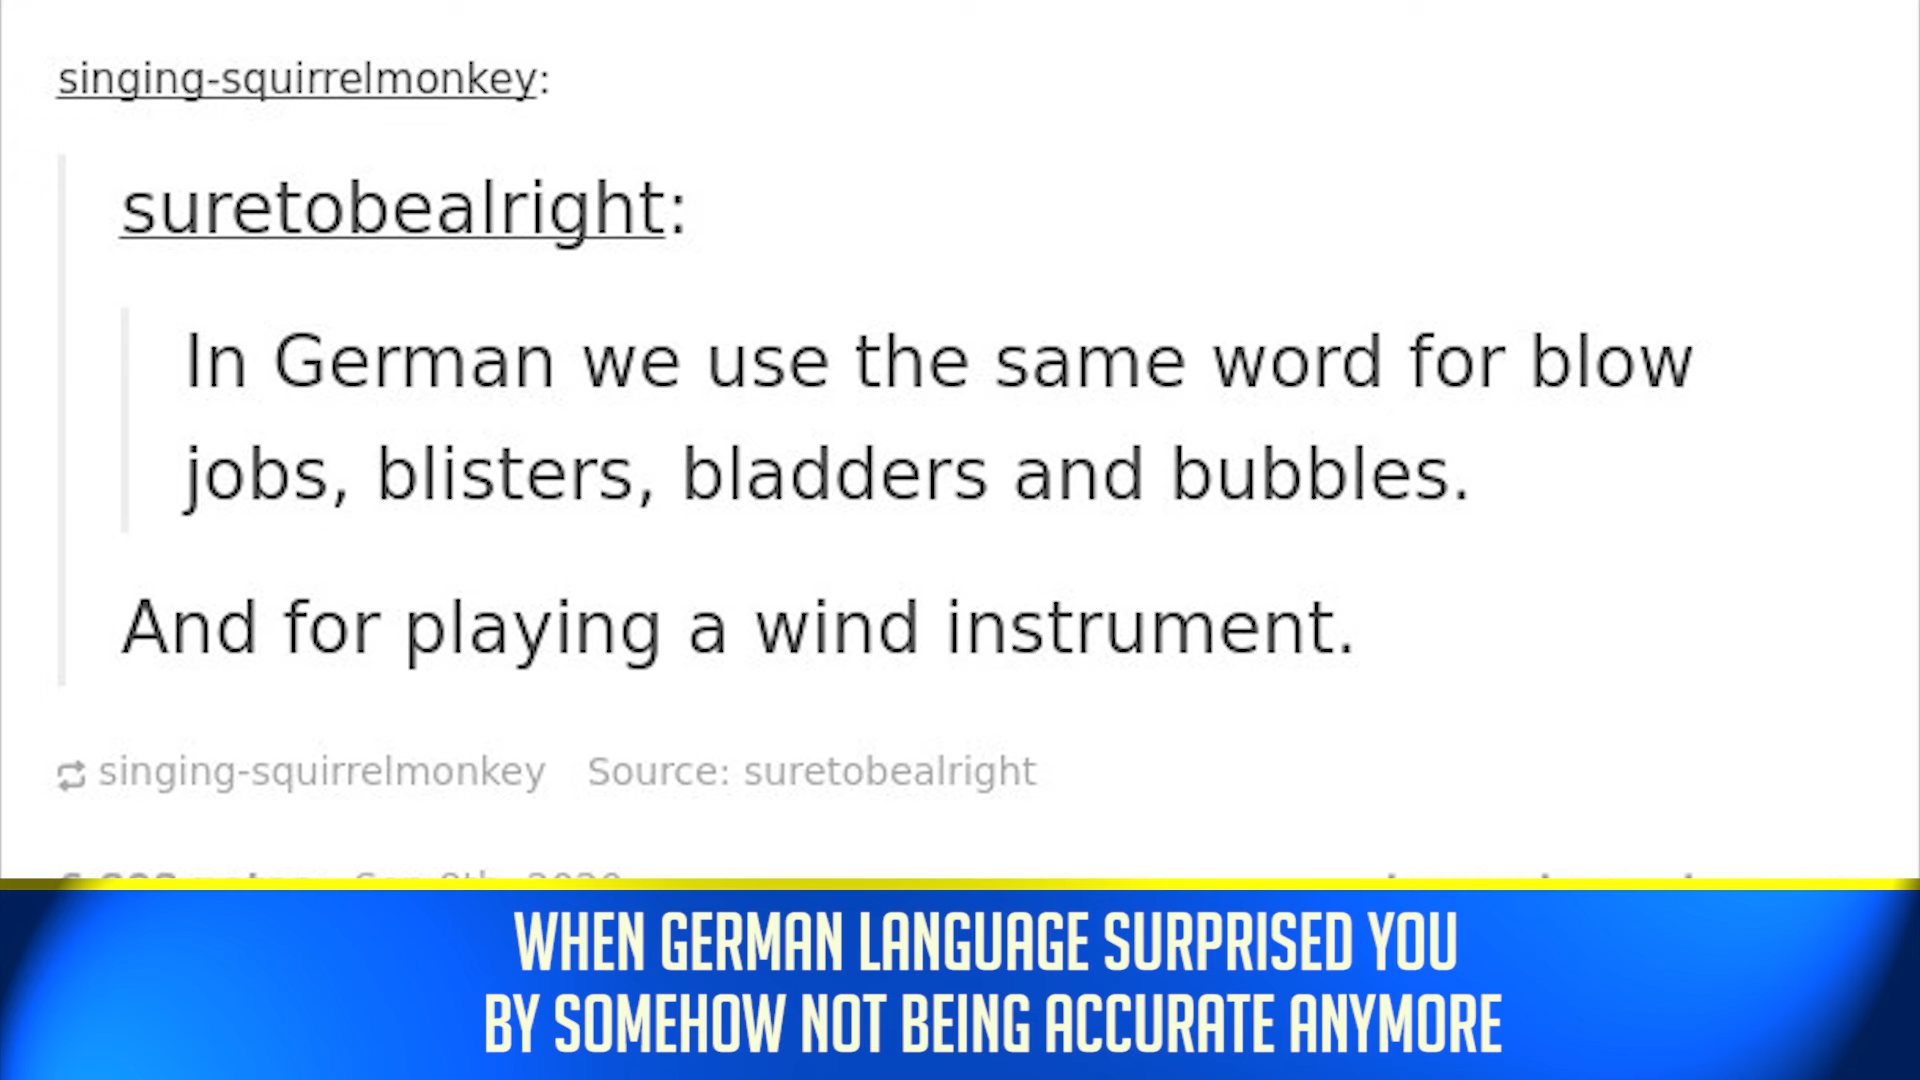 singing-squirrelmonkey:
suretobealright:
In German we use the same word for blow
jobs, blisters, bladders and bubbles.
And for playing a wind instrument.
singing-squirrelmonkey Source: suretobealright
WHEN GERMAN LANGUAGE SURPRISED YOU
BY SOMEHOW NOT BEING ACCURATE ANYMORE